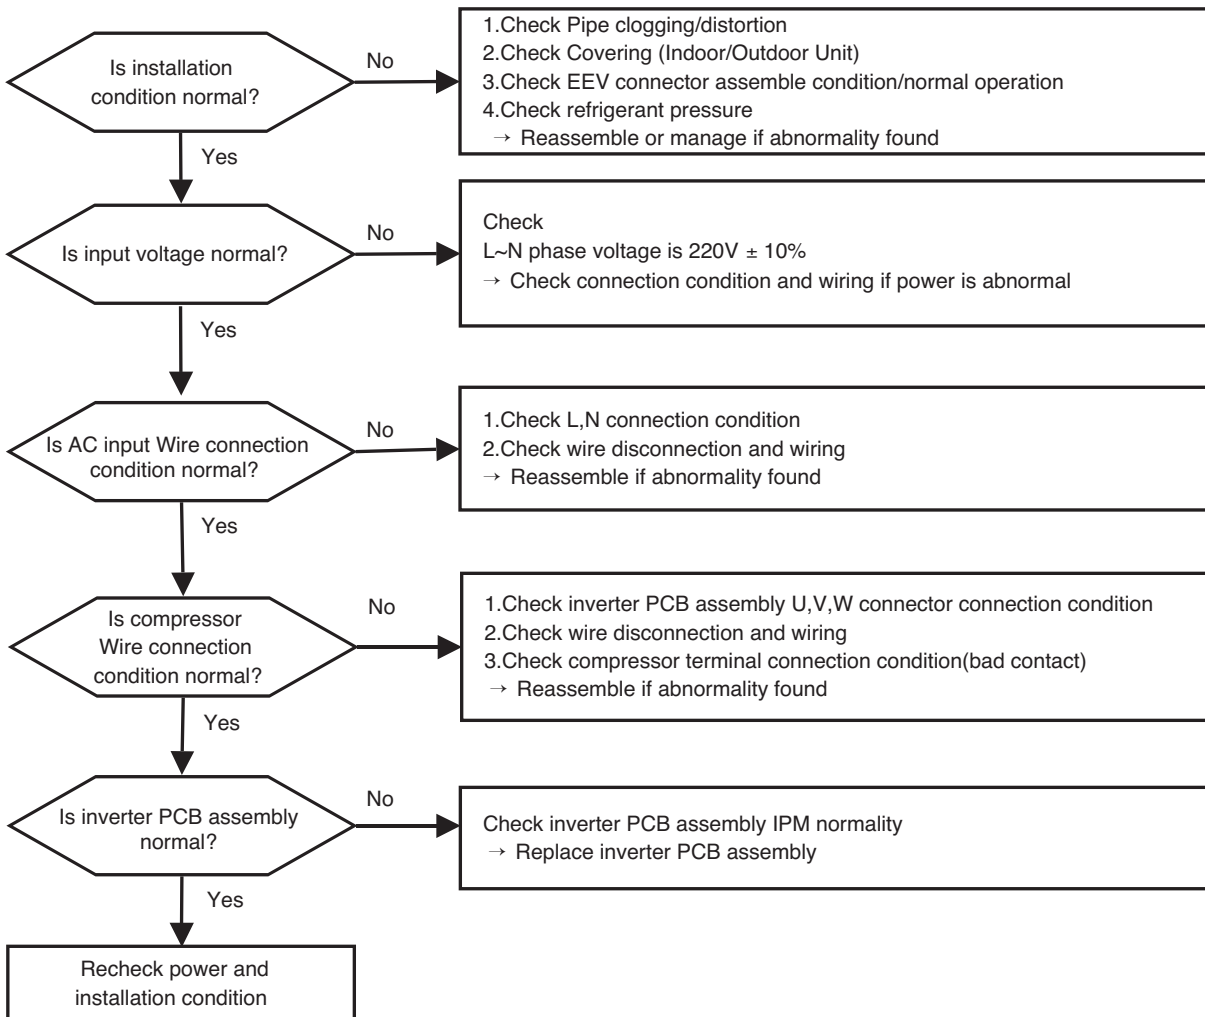 Is installation
condition normal?
No
1.Check Pipe clogging/distortion
2.Check Covering (Indoor/Outdoor Unit)
3.Check EEV connector assemble condition/normal operation
4.Check refrigerant pressure
→ Reassemble or manage if abnormality found
Yes
Is input voltage normal?
No
Check
L~N phase voltage is 220V ± 10%
→ Check connection condition and wiring if power is abnormal
Yes
Is AC input Wire connection
condition normal?
No
1.Check L,N connection condition
2.Check wire disconnection and wiring
→ Reassemble if abnormality found
Yes
Is compressor
Wire connection
condition normal?
No
1.Check inverter PCB assembly U,V,W connector connection condition
2.Check wire disconnection and wiring
3.Check compressor terminal connection condition(bad contact)
→ Reassemble if abnormality found
Yes
Is inverter PCB assembly
normal?
No
Check inverter PCB assembly IPM normality
→ Replace inverter PCB assembly
Yes
Recheck power and
installation condition